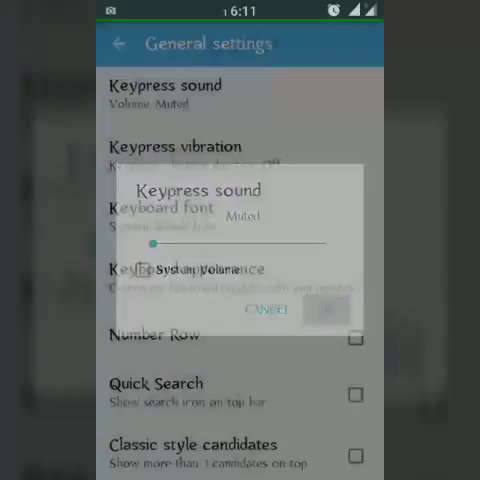 6:11
General settings
Keypress sound
Volume Muted
Keypress vibration
Off
Keypress sound
Keyboard font
Muted
System Volume
CANCEL
Number Row
Quick Search
Show search icon on top bar
Classic style candidates
Show more than candidates on top